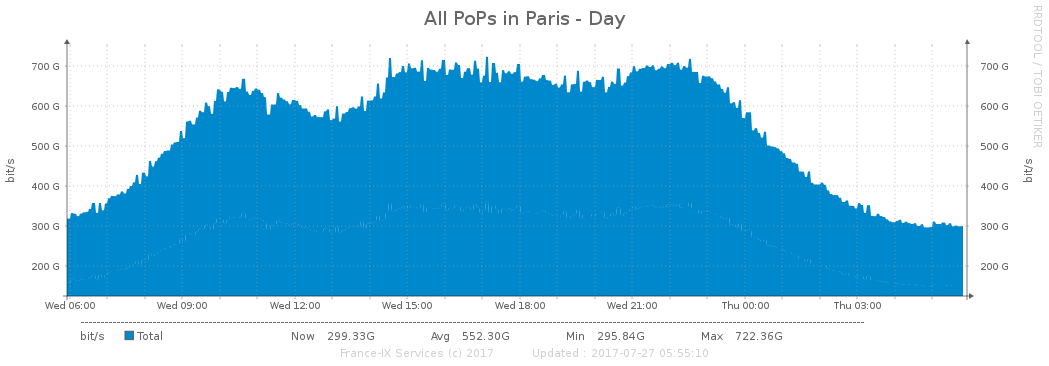 All PoPs in Paris - Day
RRDTOOL / TOBI OETIKER
bit/s
700 G
600 G
500 G
400 G
300 G
200 G
700 G
600 G
500 G
400 G
300 G
200 G
bit/s
Wed 06:00 Wed 09:00 Wed 12:00 Wed 15:00 Wed 18:00 Wed 21:00 Thu 00:00 Thu 03:00
bit/s Total Now 299.33G Avg 552.30G Min 295.84G Max 722.36G
France-IX Services (c) 2017 Updated : 2017-07-27 05:55:10